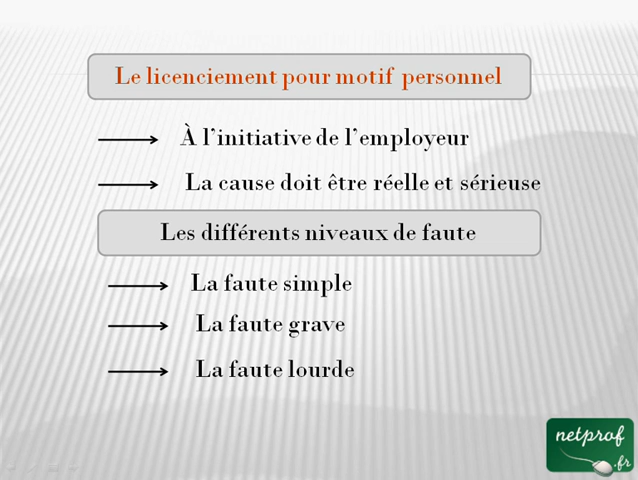 Le licenciement pour motif personnel
À l'initiative de l'employeur
La cause doit être réelle et sérieuse
Les différents niveaux de faute
La faute simple
La faute grave
La faute lourde
netprof
.fr